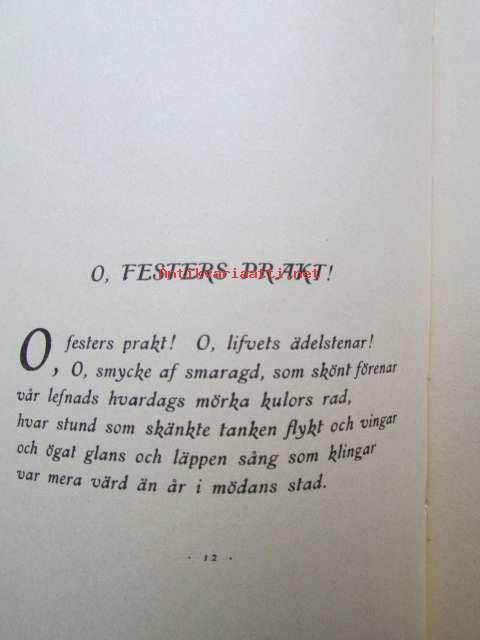 O, FESTERS PRAKT!
Antikvariaatti.net
O, festers prakt! O, lifvets ädelstenar!
O, smycke af smaragd, som skönt förenar
vår lefnads hvardags mörka kulors rad,
hvar stund som skänkte tanken flykt och vingar
och ögat glans och läppen sång som klingar
var mera värd än år i mödans stad.
· 12 ·